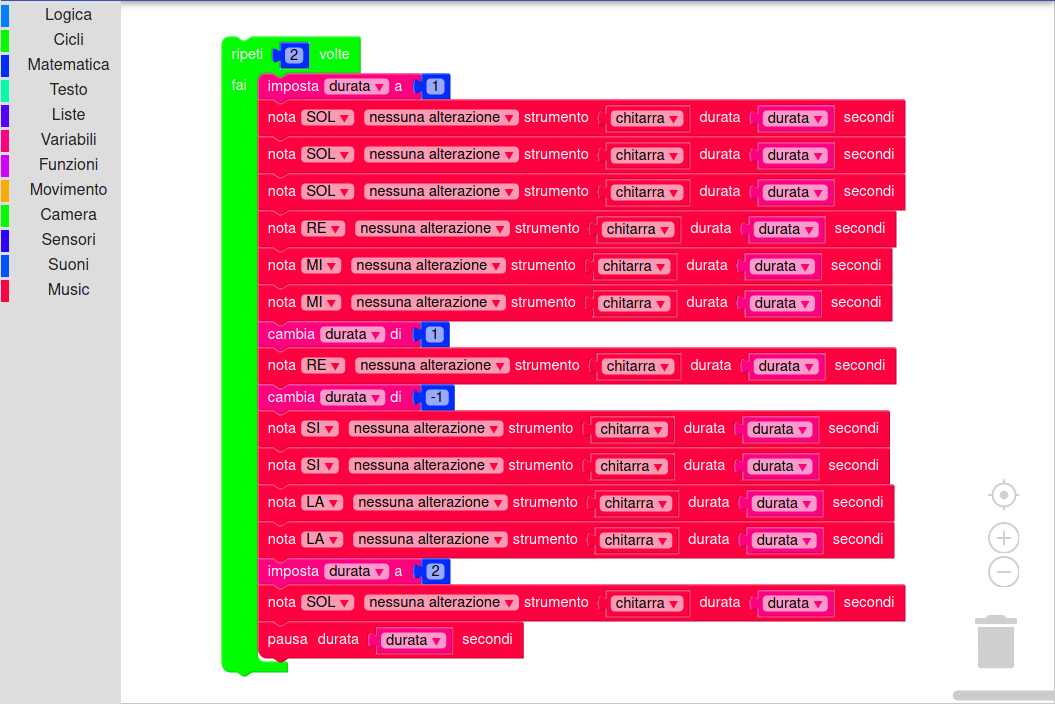 Logica
Cicli
Matematica
Testo
Liste
Variabili
Funzioni
Movimento
Camera
Sensori
Suoni
Music
ripeti 2 volte
fai imposta durata a 1
nota SOL nessuna alterazione strumento chitarra durata durata secondi
nota SOL nessuna alterazione strumento chitarra durata durata secondi
nota SOL nessuna alterazione strumento chitarra durata durata secondi
nota RE nessuna alterazione strumento chitarra durata durata secondi
nota MI nessuna alterazione strumento chitarra durata durata secondi
nota MI nessuna alterazione strumento chitarra durata durata secondi
cambia durata di 1
nota RE nessuna alterazione strumento chitarra durata durata secondi
cambia durata di -1
nota SI nessuna alterazione strumento chitarra durata durata secondi
nota SI nessuna alterazione strumento chitarra durata durata secondi
nota LA nessuna alterazione strumento chitarra durata durata secondi
nota LA nessuna alterazione strumento chitarra durata durata secondi
imposta durata a 2
nota SOL nessuna alterazione strumento chitarra durata durata secondi
pausa durata durata secondi